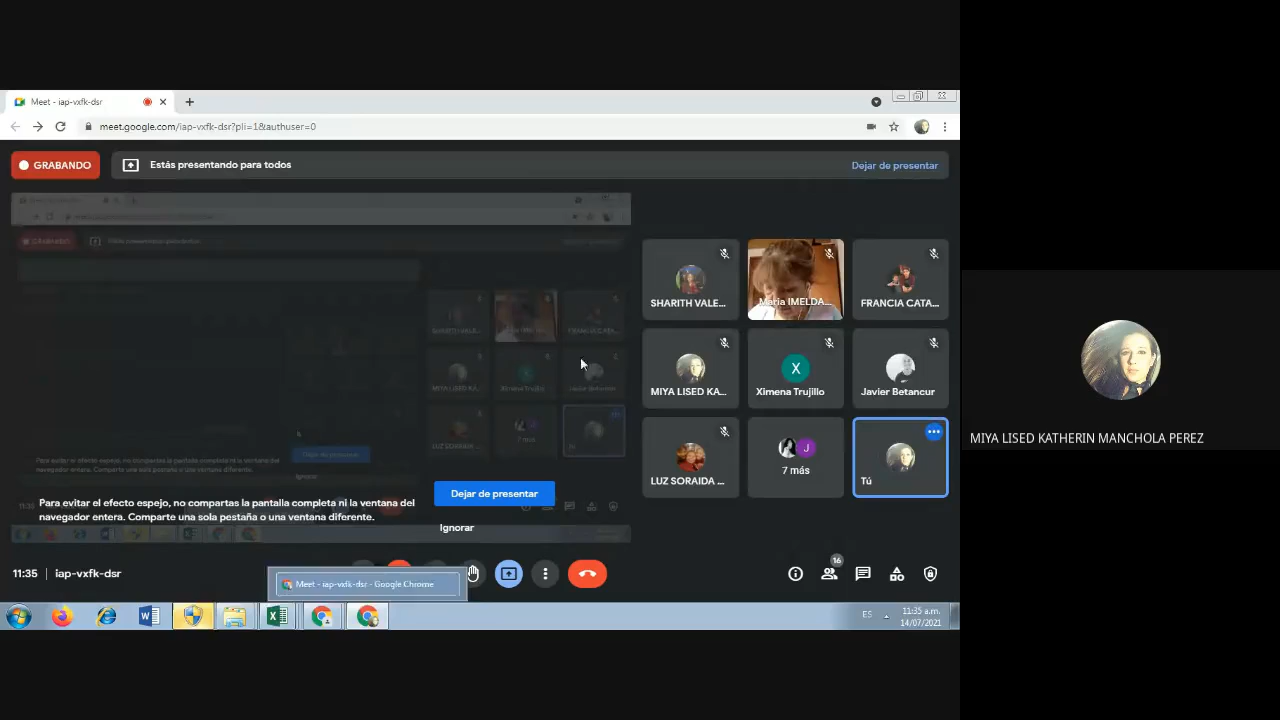 Meet - iap-vxfk-dsr
meet.google.com/iap-vxfk-dsr?pli=1&authuser=0
GRABANDO
Estás presentando para todos
Dejar de presentar
SHARITH VALE...
Maria IMELDA...
FRANCIA CATA...
MIYA LISED KA...
X
Ximena Trujillo
Javier Betancur
LUZ SORAIDA ...
J
7 más
Tú
MIYA LISED KATHERIN MANCHOLA PEREZ
Para evitar el efecto espejo, no compartas la pantalla completa ni la ventana del
navegador entera. Comparte una sola pestaña o una ventana diferente.
Dejar de presentar
Ignorar
11:35 iap-vxfk-dsr
16
Meet - iap-vxfk-dsr - Google Chrome
ES
11:35 a.m.
14/07/2021